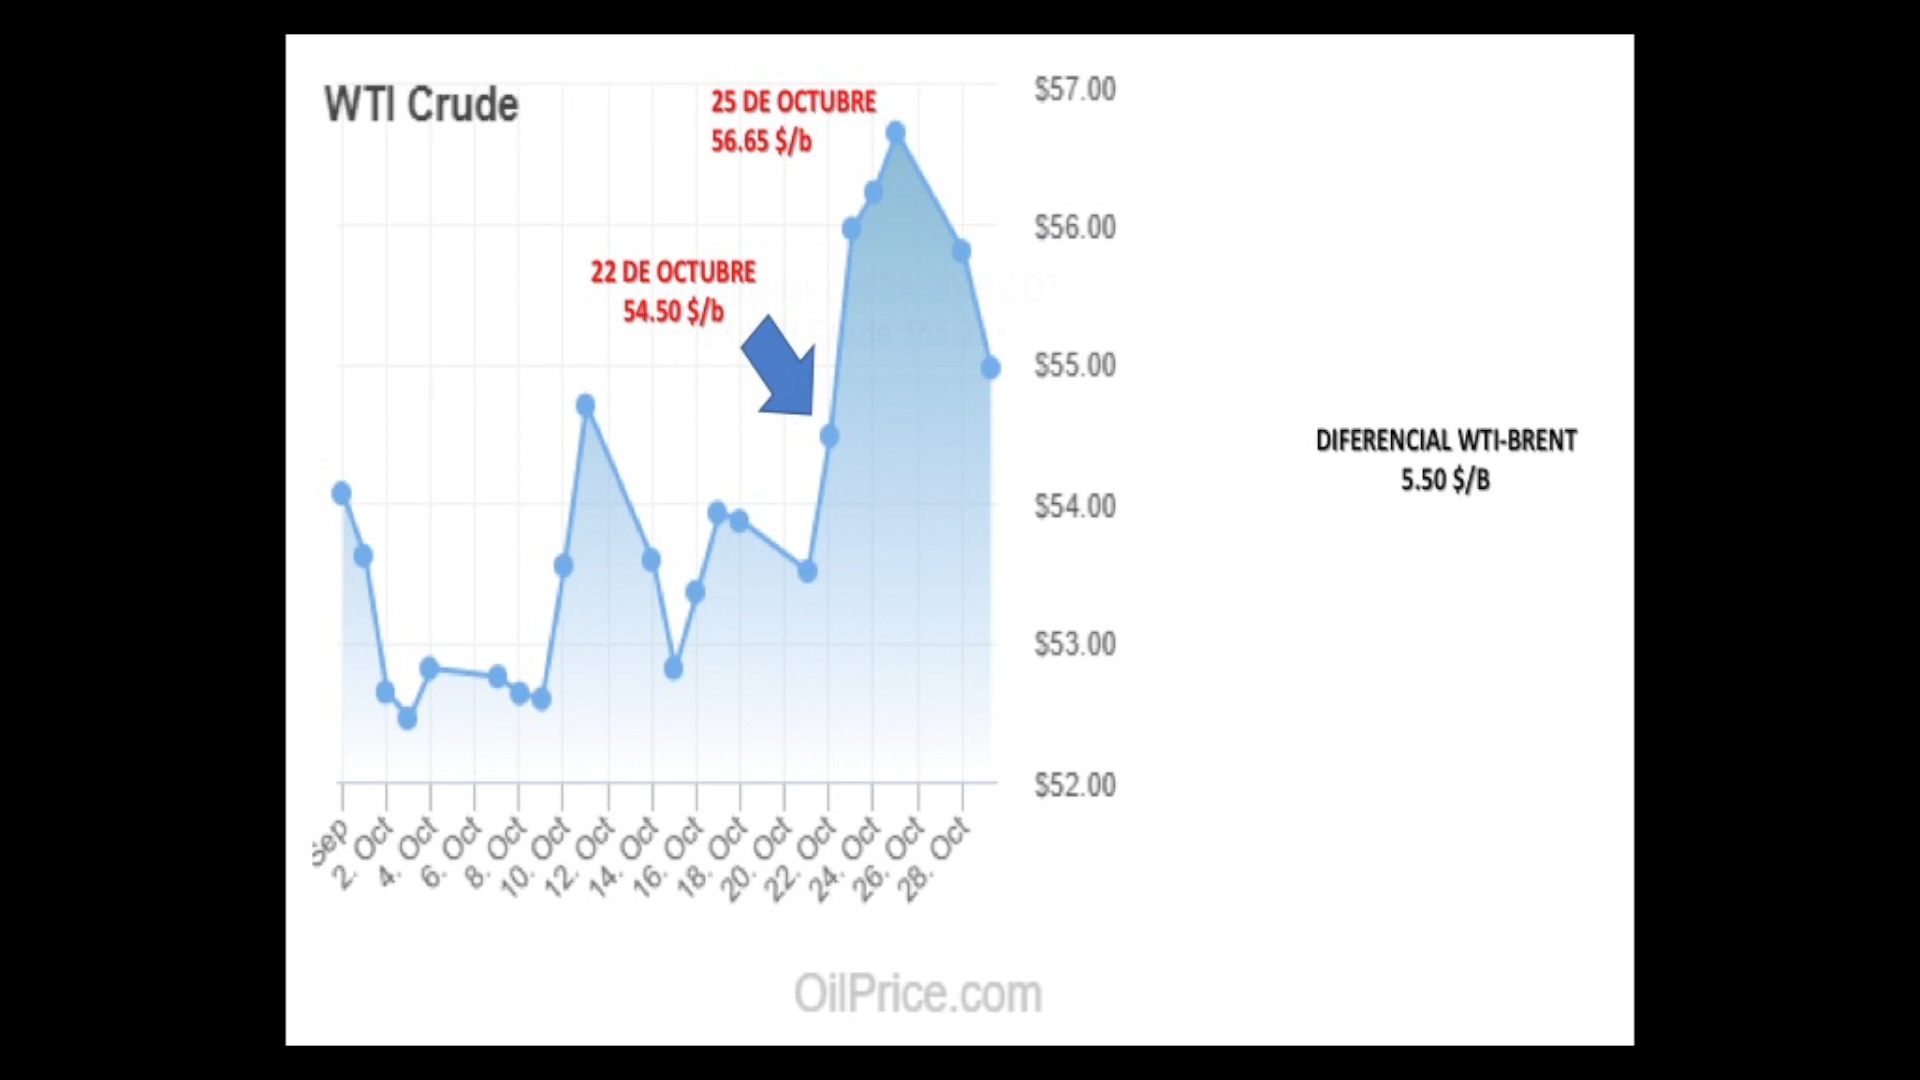 WTI Crude
25 DE OCTUBRE
56.65 $/b
22 DE OCTUBRE
54.50 $/b
$57.00
$56.00
$55.00
$54.00
$53.00
$52.00
DIFERENCIAL WTI-BRENT
5.50 $/B
Sep
2. Oct
4. Oct
6. Oct
8. Oct
10. Oct
12. Oct
14. Oct
16. Oct
18. Oct
20. Oct
22. Oct
24. Oct
26. Oct
28. Oct
OilPrice.com